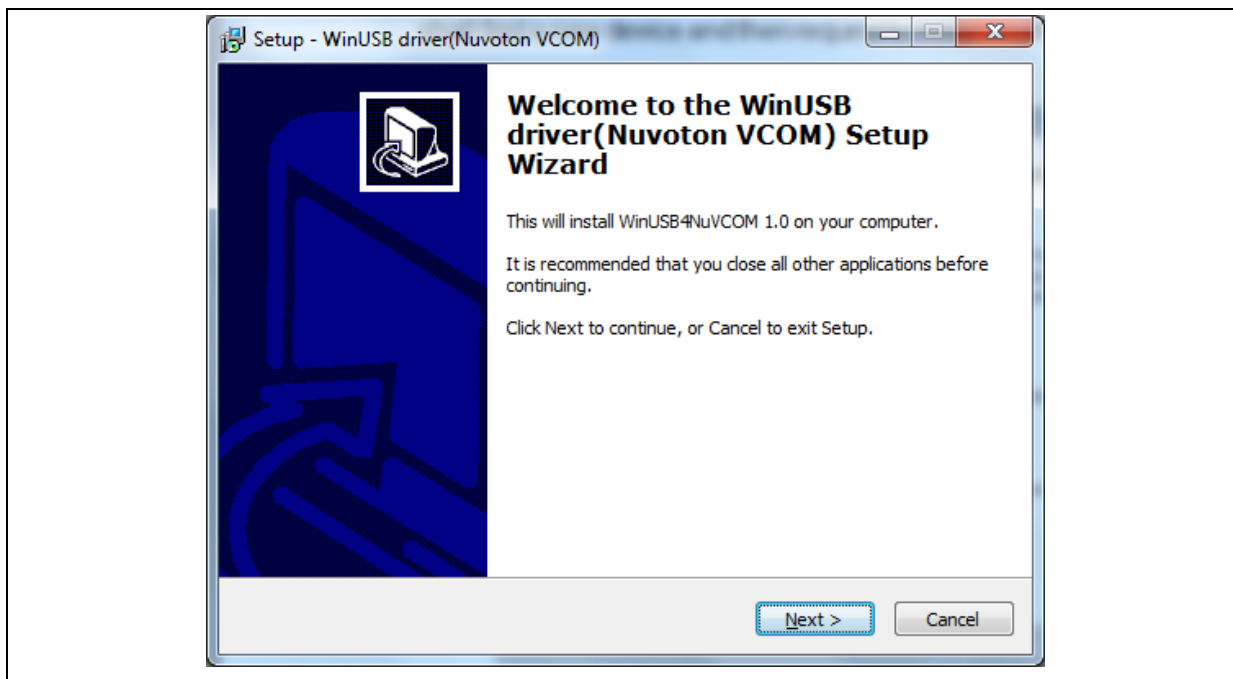 Setup - WinUSB driver(Nuvoton VCOM)
Welcome to the WinUSB
driver(Nuvoton VCOM) Setup
Wizard
This will install WinUSB4NuVCOM 1.0 on your computer.
It is recommended that you close all other applications before
continuing.
Click Next to continue, or Cancel to exit Setup.
Next >
Cancel